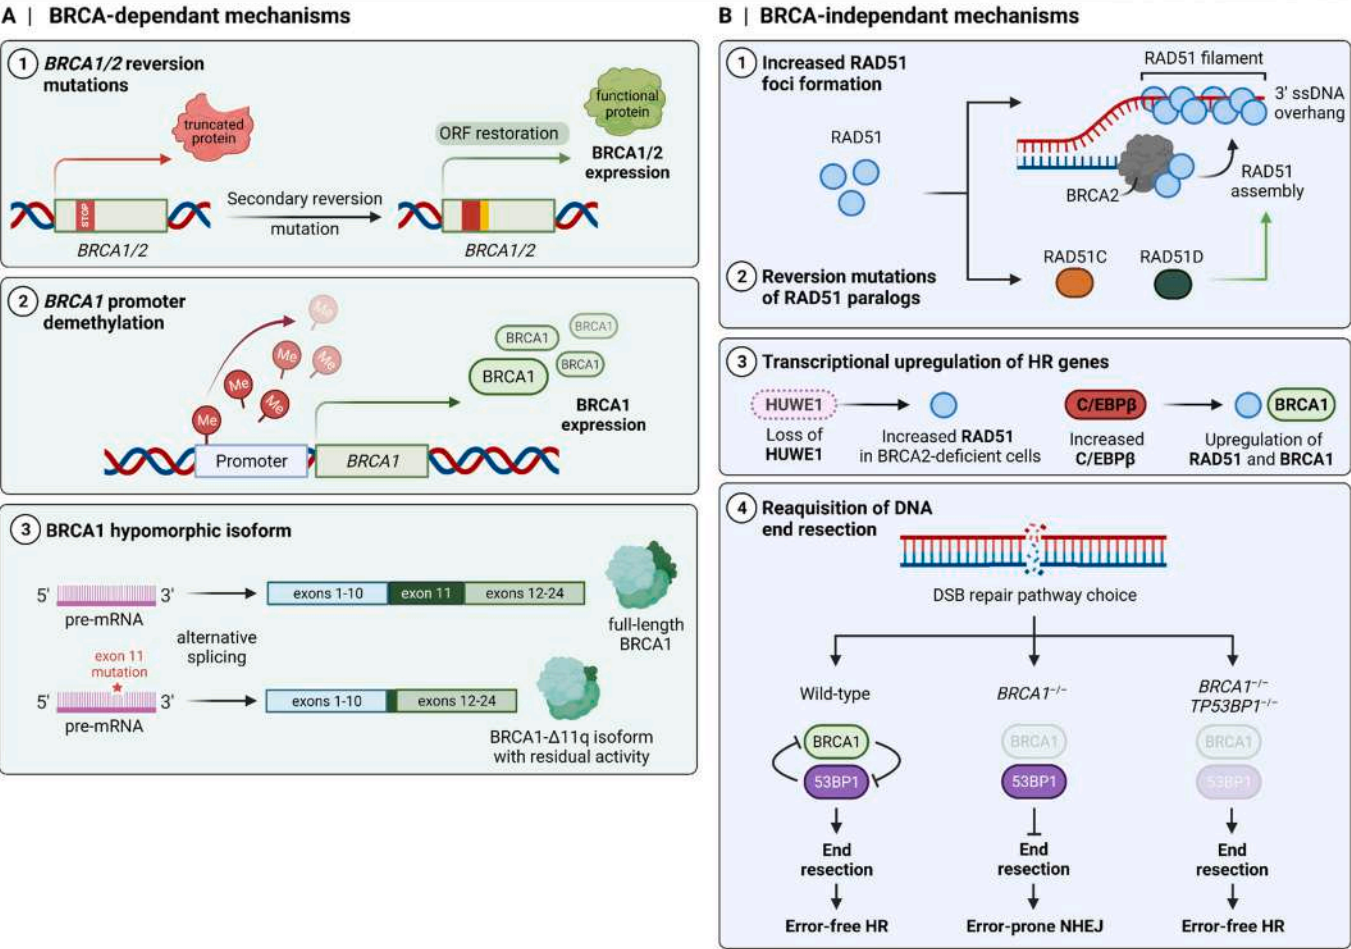 A | BRCA-dependant mechanisms
1 BRCA1/2 reversion
mutations
truncated
protein
functional
protein
ORF restoration
BRCA1/2
expression
STOP
Secondary reversion
mutation
BRCA1/2
BRCA1/2
2 BRCA1 promoter
demethylation
Me
Me
Me
Me
Me
Me
BRCA1
BRCA1
BRCA1
BRCA1
BRCA1
expression
Promoter
BRCA1
3 BRCA1 hypomorphic isoform
5'
3'
pre-mRNA
exons 1-10
exon 11
exons 12-24
full-length
BRCA1
alternative
splicing
exon 11
mutation
5'
3'
pre-mRNA
exons 1-10
exons 12-24
BRCA1-Δ11q isoform
with residual activity
B | BRCA-independant mechanisms
1 Increased RAD51
foci formation
RAD51 filament
3' ssDNA
overhang
RAD51
BRCA2
RAD51
assembly
2 Reversion mutations
of RAD51 paralogs
RAD51C
RAD51D
3 Transcriptional upregulation of HR genes
HUWE1
Loss of
HUWE1
Increased RAD51
in BRCA2-deficient cells
C/EBPβ
Increased
C/EBPβ
BRCA1
Upregulation of
RAD51 and BRCA1
4 Reaquisition of DNA
end resection
DSB repair pathway choice
Wild-type
BRCA1
53BP1
End
resection
Error-free HR
BRCA1⁻/⁻
BRCA1
53BP1
End
resection
Error-prone NHEJ
BRCA1⁻/⁻
TP53BP1⁻/⁻
BRCA1
53BP1
End
resection
Error-free HR